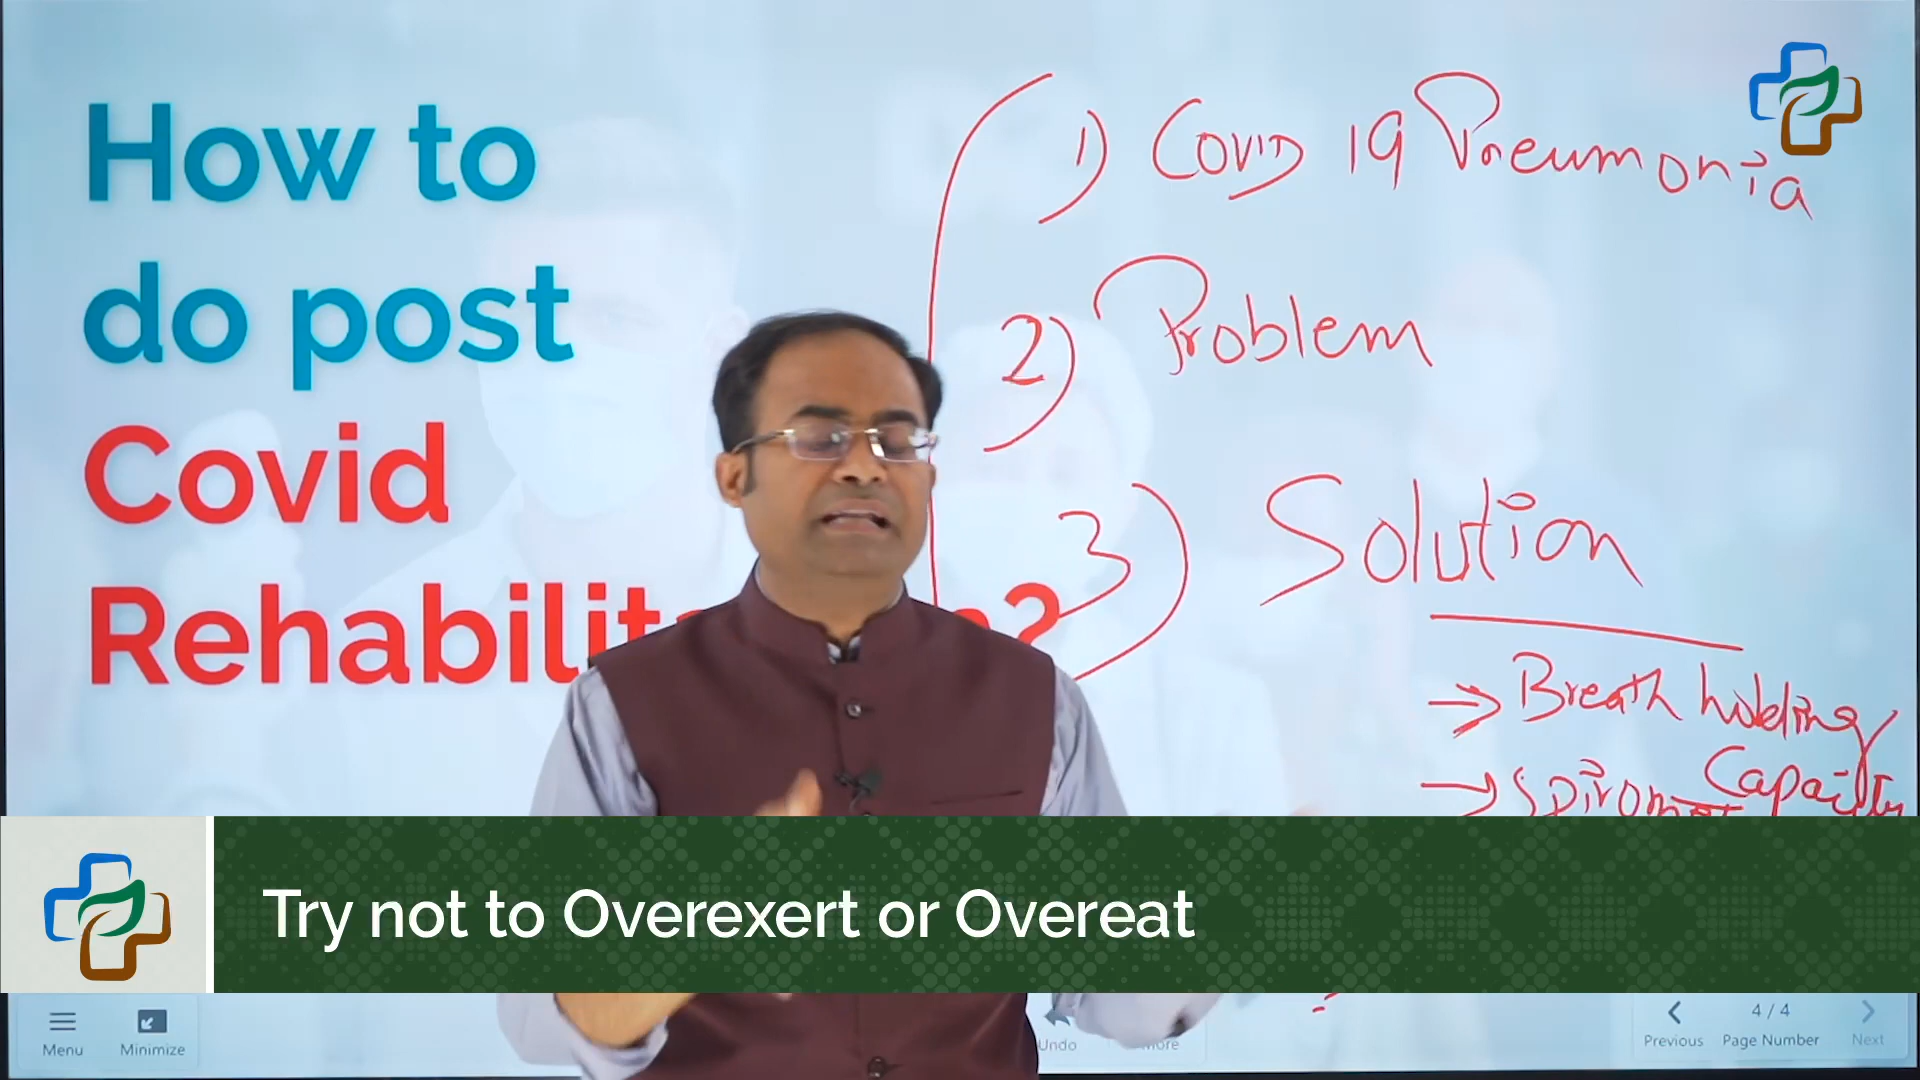 How to
do post
Covid
1) Covid 19 Pneumonia
2) Problem
3) Solution
→ Breath holding
Capacity
Try not to Overexert or Overeat
Menu
Minimize
Undo
Previous
4 / 4
Page Number
Next